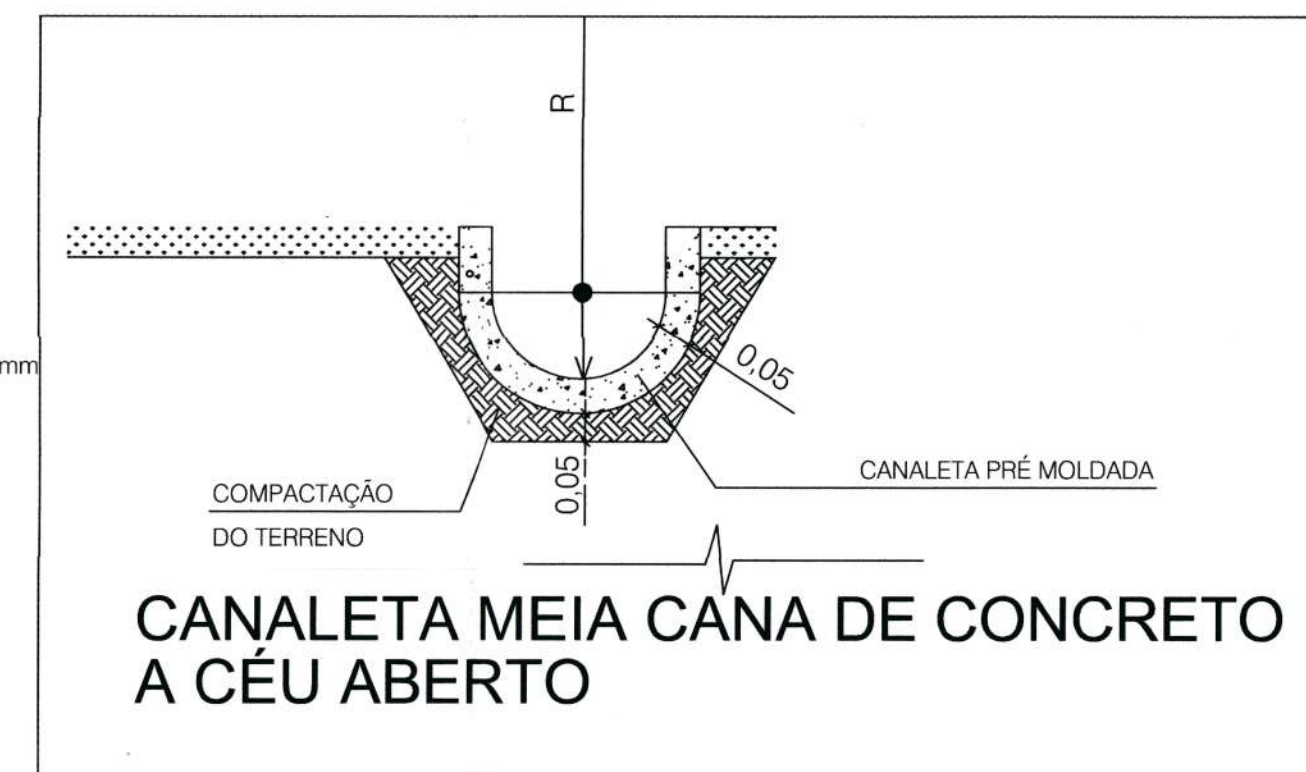 R
mm
0,05
0,05
CANALETA PRÉ MOLDADA
COMPACTAÇÃO
DO TERRENO
CANALETA MEIA CANA DE CONCRETO
A CÉU ABERTO